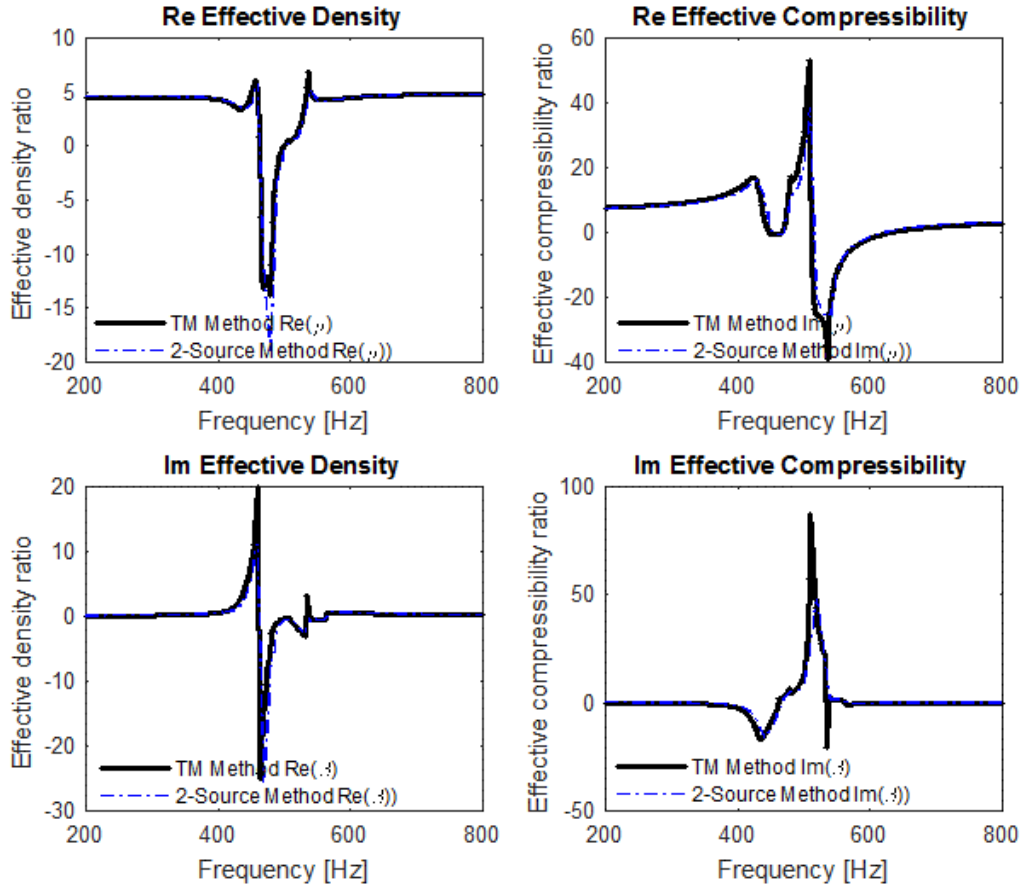 Re Effective Density
Effective density ratio
10
5
0
-5
-10
-15
-20
TM Method Re(
2-Source Method Re(
200
400
600
800
Frequency [Hz]
Re Effective Compressibility
Effective compressibility ratio
60
40
20
0
-20
-40
TM Method Im(
2-Source Method Im(
200
400
600
800
Frequency [Hz]
Im Effective Density
Effective density ratio
20
10
0
-10
-20
-30
TM Method Re(
2-Source Method Re(
200
400
600
800
Frequency [Hz]
Im Effective Compressibility
Effective compressibility ratio
100
50
0
-50
TM Method Im(
2-Source Method Im(
200
400
600
800
Frequency [Hz]